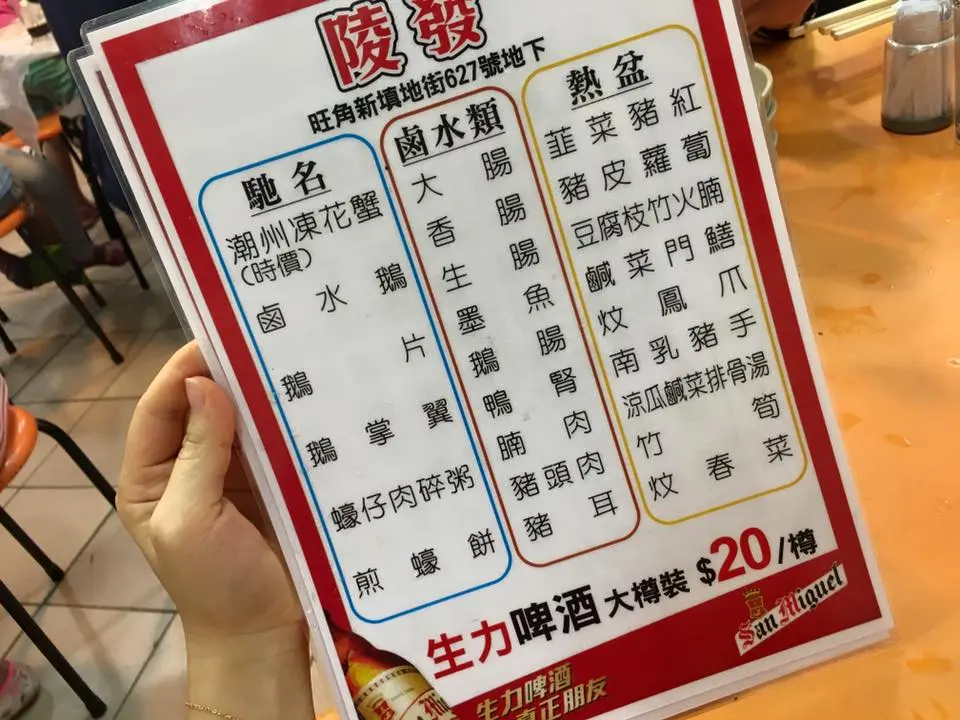 陵發
旺角新填地街627號地下
馳名
潮州凍花蟹
(時價)
鹵水鵝
鵝片
鵝掌翼
蠔仔肉碎粥
煎蠔餅
鹵水類
大腸
香腸
生腸
墨魚
鵝腸
鴨腎
腩肉
豬頭肉
豬耳
熱盆
韮菜豬紅
豬皮蘿蔔
豆腐枝竹火腩
鹹菜門鱔
炆鳳爪
南乳豬手
涼瓜鹹菜排骨湯
竹筍
炆春菜
生力啤酒 大樽裝 $20/樽
San Miguel
生力啤酒
真正朋友